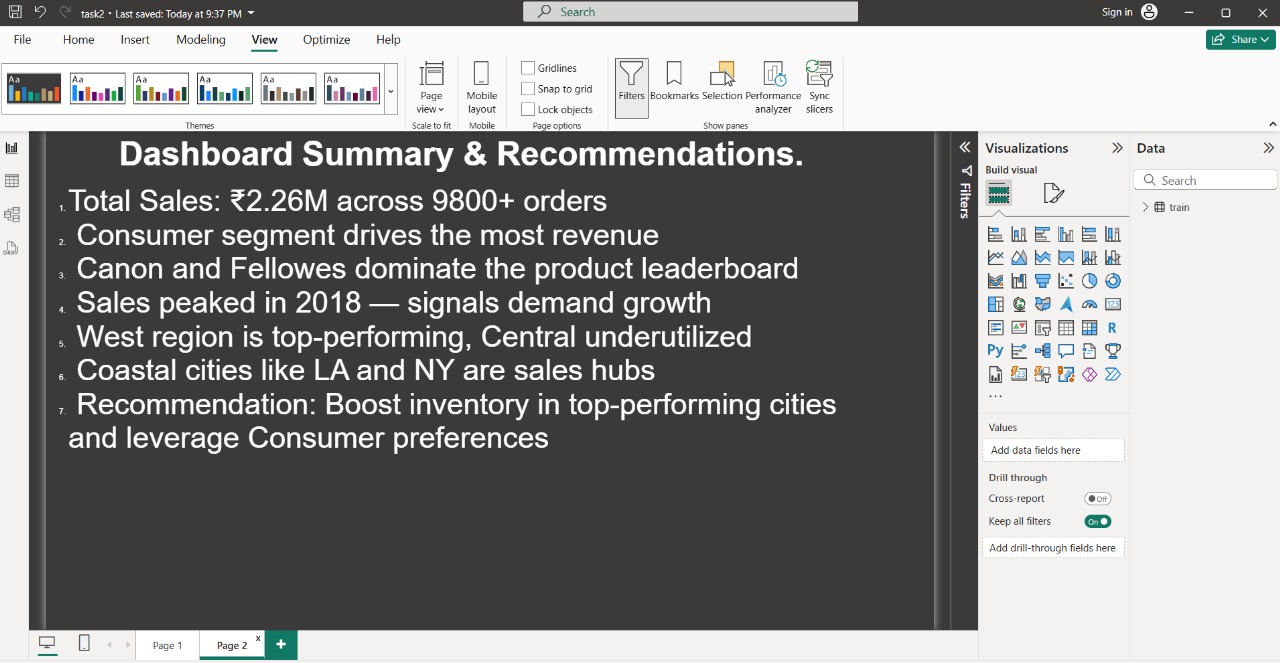 task2 • Last saved: Today at 9:37 PM
Search
Sign in
File Home Insert Modeling View Optimize Help
Share
Aa Aa Aa Aa Aa Aa
Themes
Page view
Scale to fit
Mobile layout
Mobile
Gridlines
Snap to grid
Lock objects
Page options
Filters
Bookmarks
Selection
Performance analyzer
Sync slicers
Show panes
Dashboard Summary & Recommendations.
1. Total Sales: ₹2.26M across 9800+ orders
2. Consumer segment drives the most revenue
3. Canon and Fellowes dominate the product leaderboard
4. Sales peaked in 2018 — signals demand growth
5. West region is top-performing, Central underutilized
6. Coastal cities like LA and NY are sales hubs
7. Recommendation: Boost inventory in top-performing cities
and leverage Consumer preferences
Filters
Visualizations
Build visual
123
R
Py
...
Values
Add data fields here
Drill through
Cross-report Off
Keep all filters On
Add drill-through fields here
Data
Search
train
DAX
Page 1
Page 2 x
+